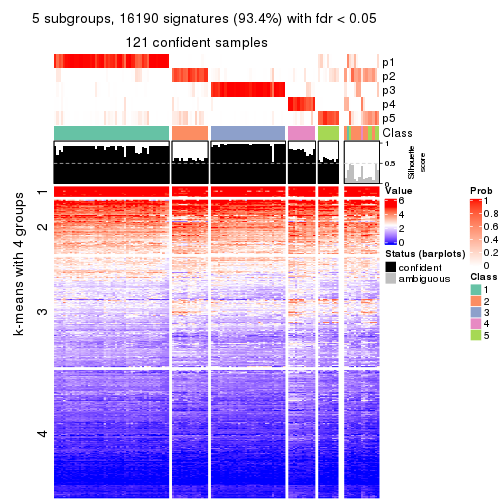 5 subgroups, 16190 signatures (93.4%) with fdr < 0.05
121 confident samples
p1
p2
p3
p4
p5
Class
1
0.5
0
Silhouette
score
k-means with 4 groups
1
2
3
4
Value
6
4
2
0
Status (barplots)
confident
ambiguous
Prob
1
0.8
0.6
0.4
0.2
0
Class
1
2
3
4
5